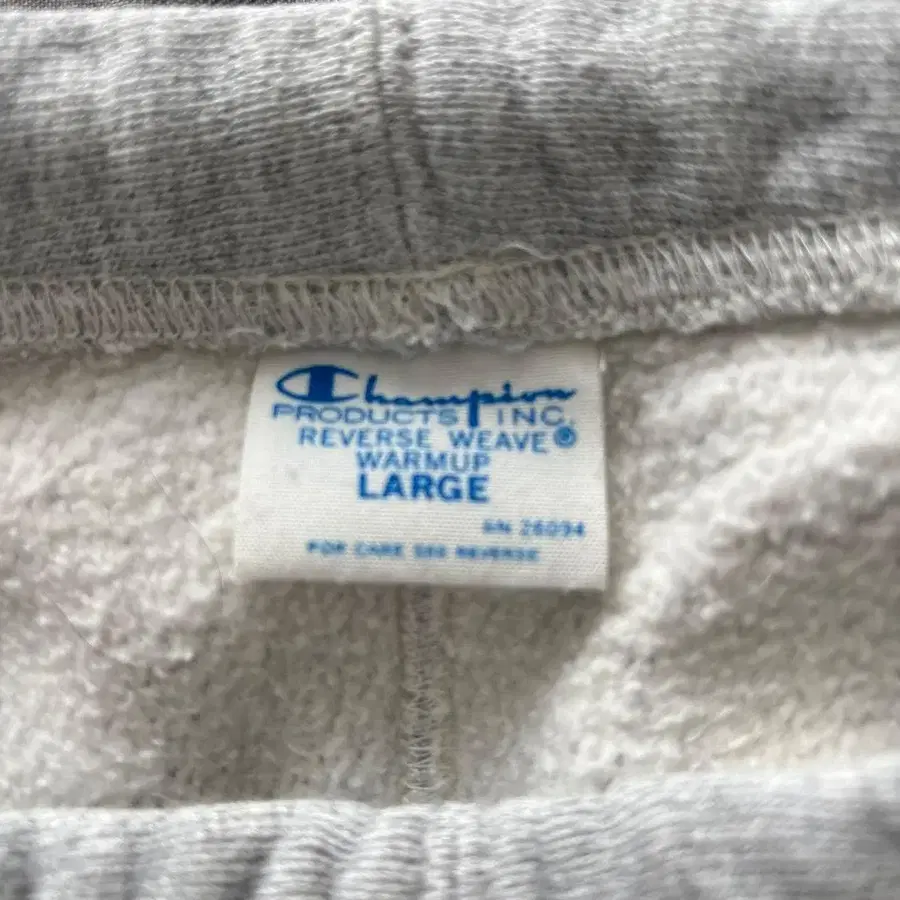 Champion
PRODUCTS INC.
REVERSE WEAVE®
WARMUP
LARGE
RN 26094
FOR CARE SEE REVERSE